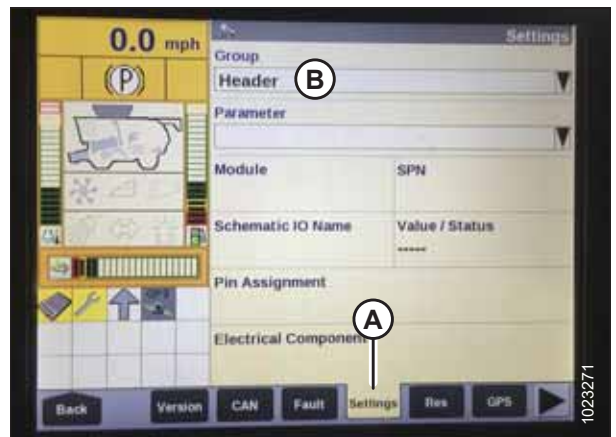 0.0 mph
(P)
Settings
Group
Header
B
Parameter
Module
SPN
Schematic IO Name
Value / Status
-----
Pin Assignment
Electrical Component
A
Back
Version
CAN
Fault
Settings
Res
GPS
1023271